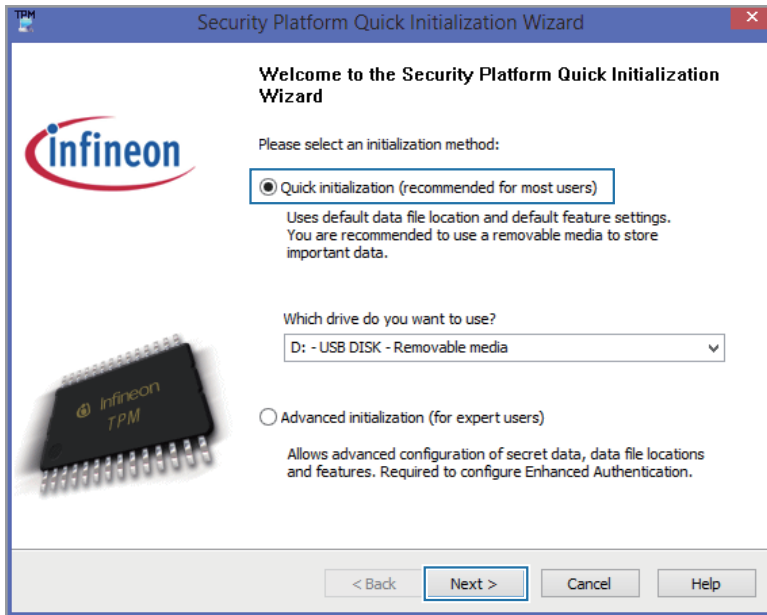 TPM
Security Platform Quick Initialization Wizard
Welcome to the Security Platform Quick Initialization
Wizard
infineon
Please select an initialization method:
Quick initialization (recommended for most users)
Uses default data file location and default feature settings.
You are recommended to use a removable media to store
important data.
Which drive do you want to use?
D: - USB DISK - Removable media
Infineon
TPM
Advanced initialization (for expert users)
Allows advanced configuration of secret data, data file locations
and features. Required to configure Enhanced Authentication.
< Back Next > Cancel Help